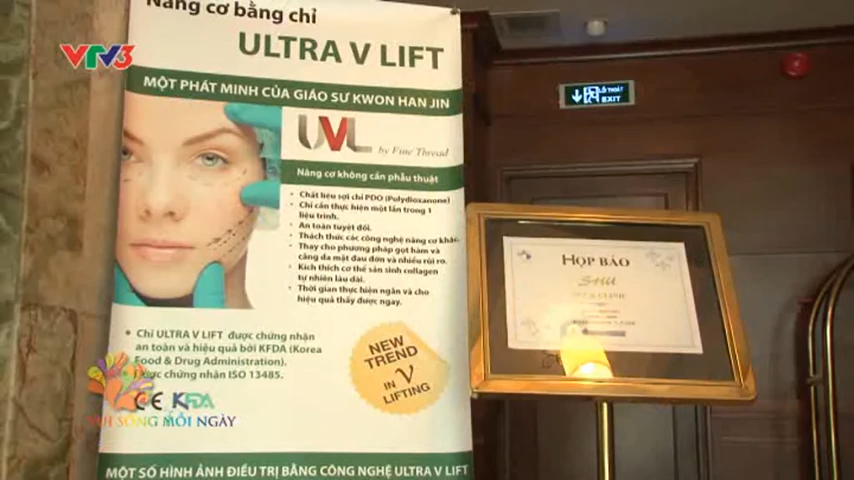 Nâng cơ bằng chỉ
ULTRA V LIFT
MỘT PHÁT MINH CỦA GIÁO SƯ KWON HAN JIN
UVL
by Fine Thread
Nâng cơ không cần phẫu thuật
• Chất liệu sợi chỉ PDO (Polydioxanone)
• Chỉ cần thực hiện một lần trong 1
liệu trình.
• An toàn tuyệt đối.
• Thách thức các công nghệ nâng cơ khác
• Thay cho phương pháp gọt hàm và
căng da mặt đau đớn và nhiều rủi ro.
• Kích thích cơ thể sản sinh collagen
tự nhiên lâu dài.
• Thời gian thực hiện ngắn và cho
hiệu quả thấy được ngay.
• Chỉ ULTRA V LIFT được chứng nhận
an toàn và hiệu quả bởi KFDA (Korea
Food & Drug Administration).
Được chứng nhận ISO 13485.
CE KFDA
NEW
TREND
IN V
LIFTING
MỘT SỐ HÌNH ẢNH ĐIỀU TRỊ BẰNG CÔNG NGHỆ ULTRA V LIFT
VTV3
VUI SỐNG MỖI NGÀY
LỐI THOÁT
EXIT
HỌP BÁO